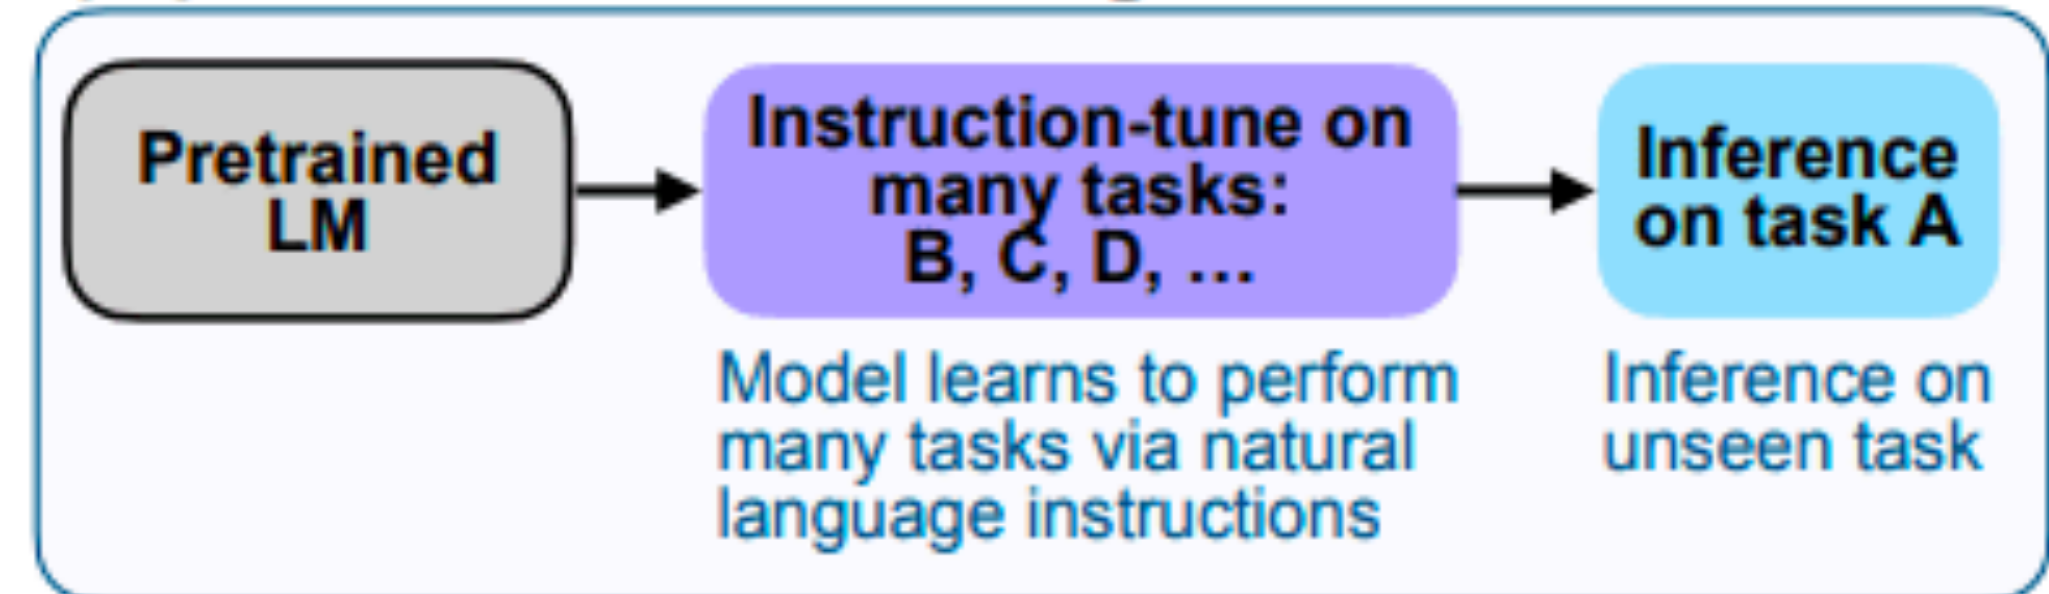 Pretrained
LM
Instruction-tune on
many tasks:
B, C, D, ...
Inference
on task A
Model learns to perform
many tasks via natural
language instructions
Inference on
unseen task